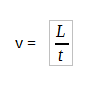 v = L/t